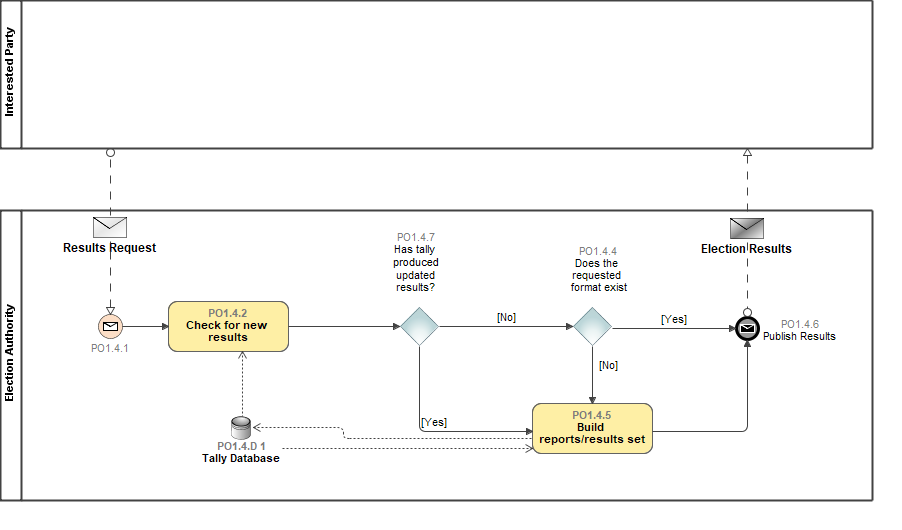 Interested Party
Election Authority
Results Request
Election Results
PO1.4.7
Has tally
produced
updated
results?
PO1.4.4
Does the
requested
format exist
PO1.4.2
Check for new
results
[No]
[Yes]
PO1.4.6
Publish Results
PO1.4.1
[No]
[Yes]
PO1.4.5
Build
reports/results set
PO1.4.D 1
Tally Database